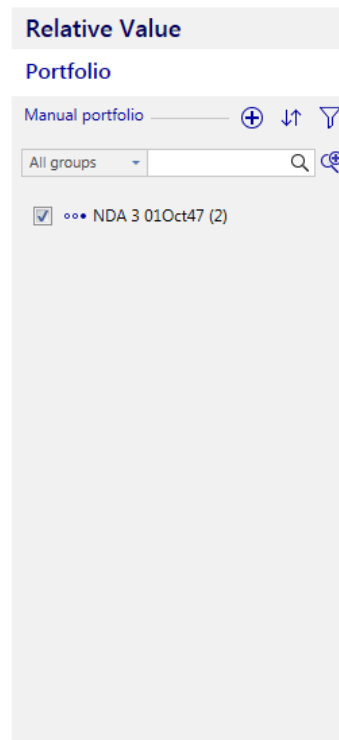 Relative Value
Portfolio
Manual portfolio
All groups
NDA 3 01Oct47 (2)